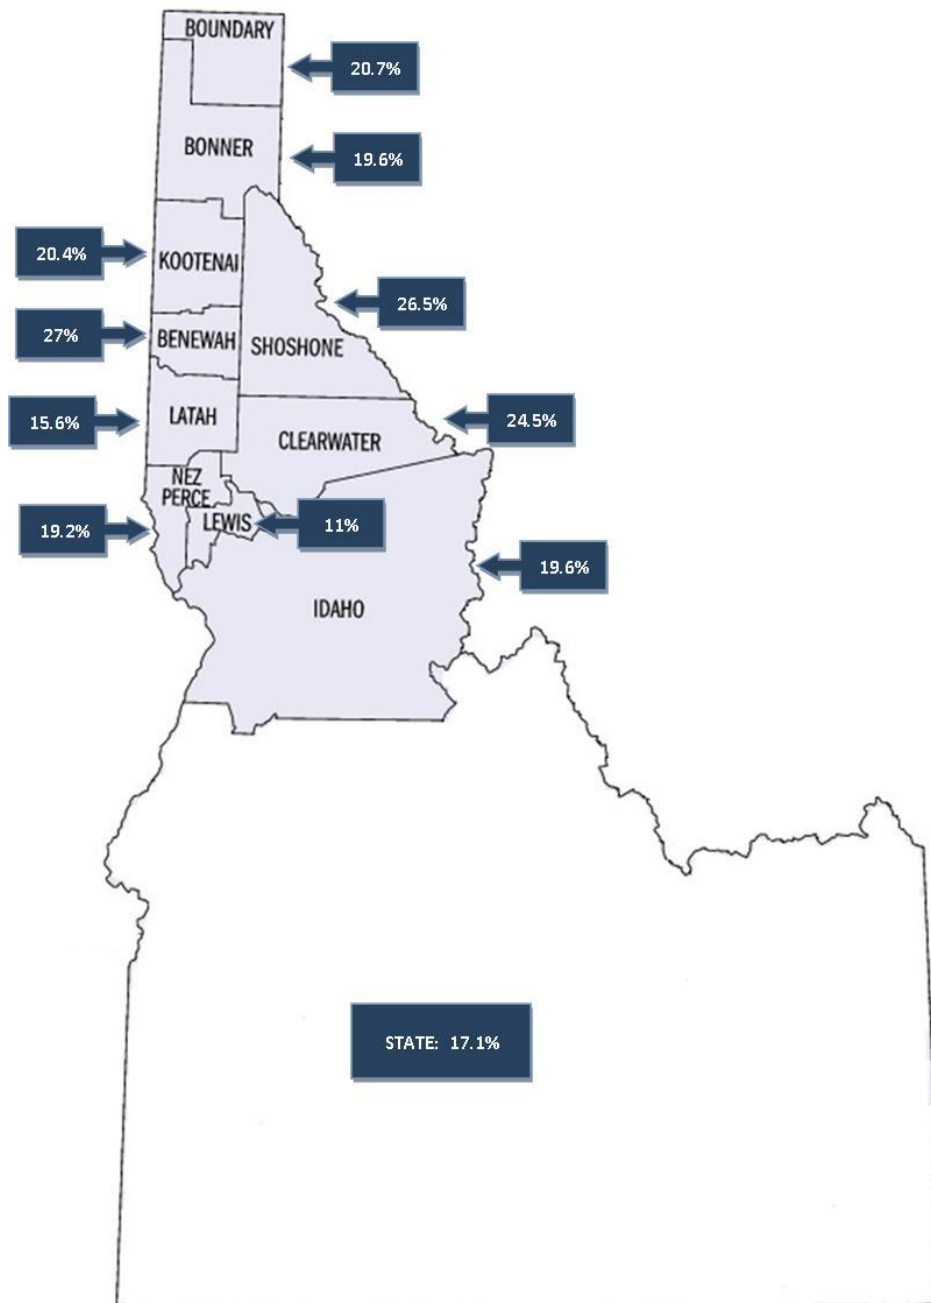 BOUNDARY
20.7%
BONNER
19.6%
20.4%
KOOTENAI
26.5%
27%
BENEWAH
SHOSHONE
15.6%
LATAH
24.5%
CLEARWATER
NEZ
PERCE
19.2%
LEWIS
11%
19.6%
IDAHO
STATE: 17.1%